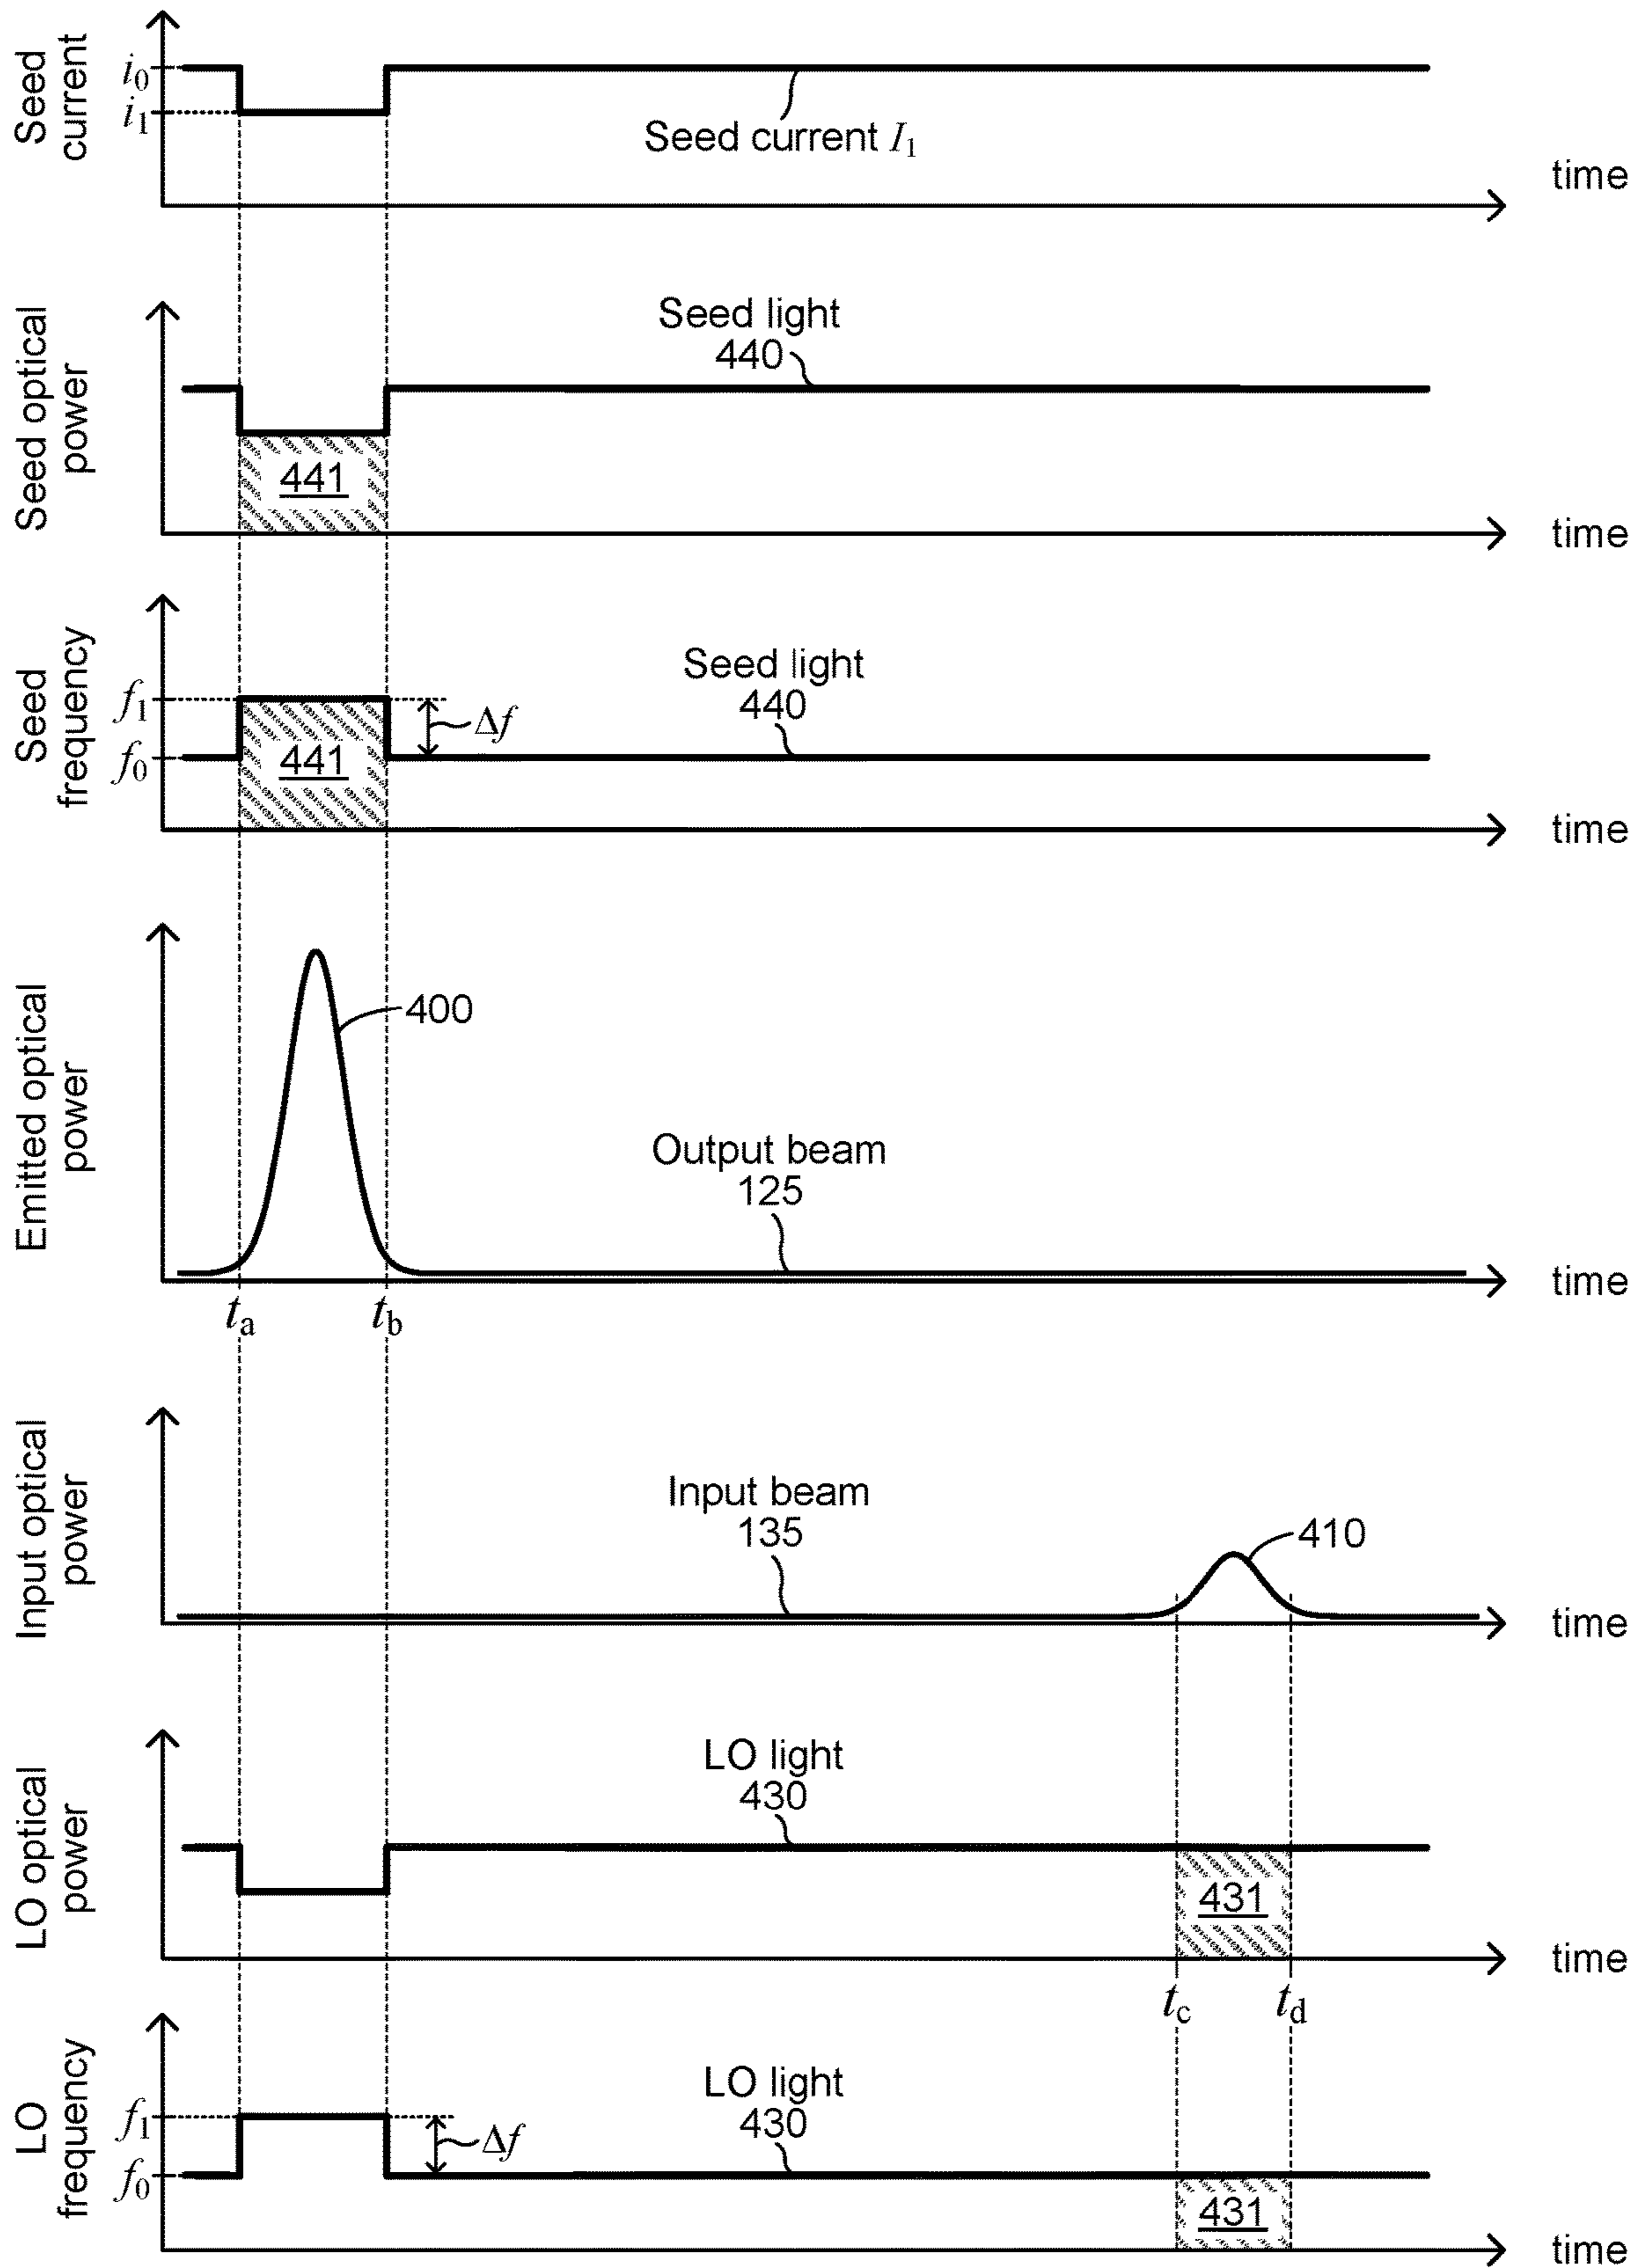 Seed current
i0
i1
Seed current I1
time
Seed optical power
Seed light
440
441
time
Seed frequency
f1
f0
Δf
Seed light
440
441
time
Emitted optical power
400
Output beam
125
time
ta
tb
Input optical power
Input beam
135
410
time
LO optical power
LO light
430
431
time
tc
td
LO frequency
f1
f0
Δf
LO light
430
431
time